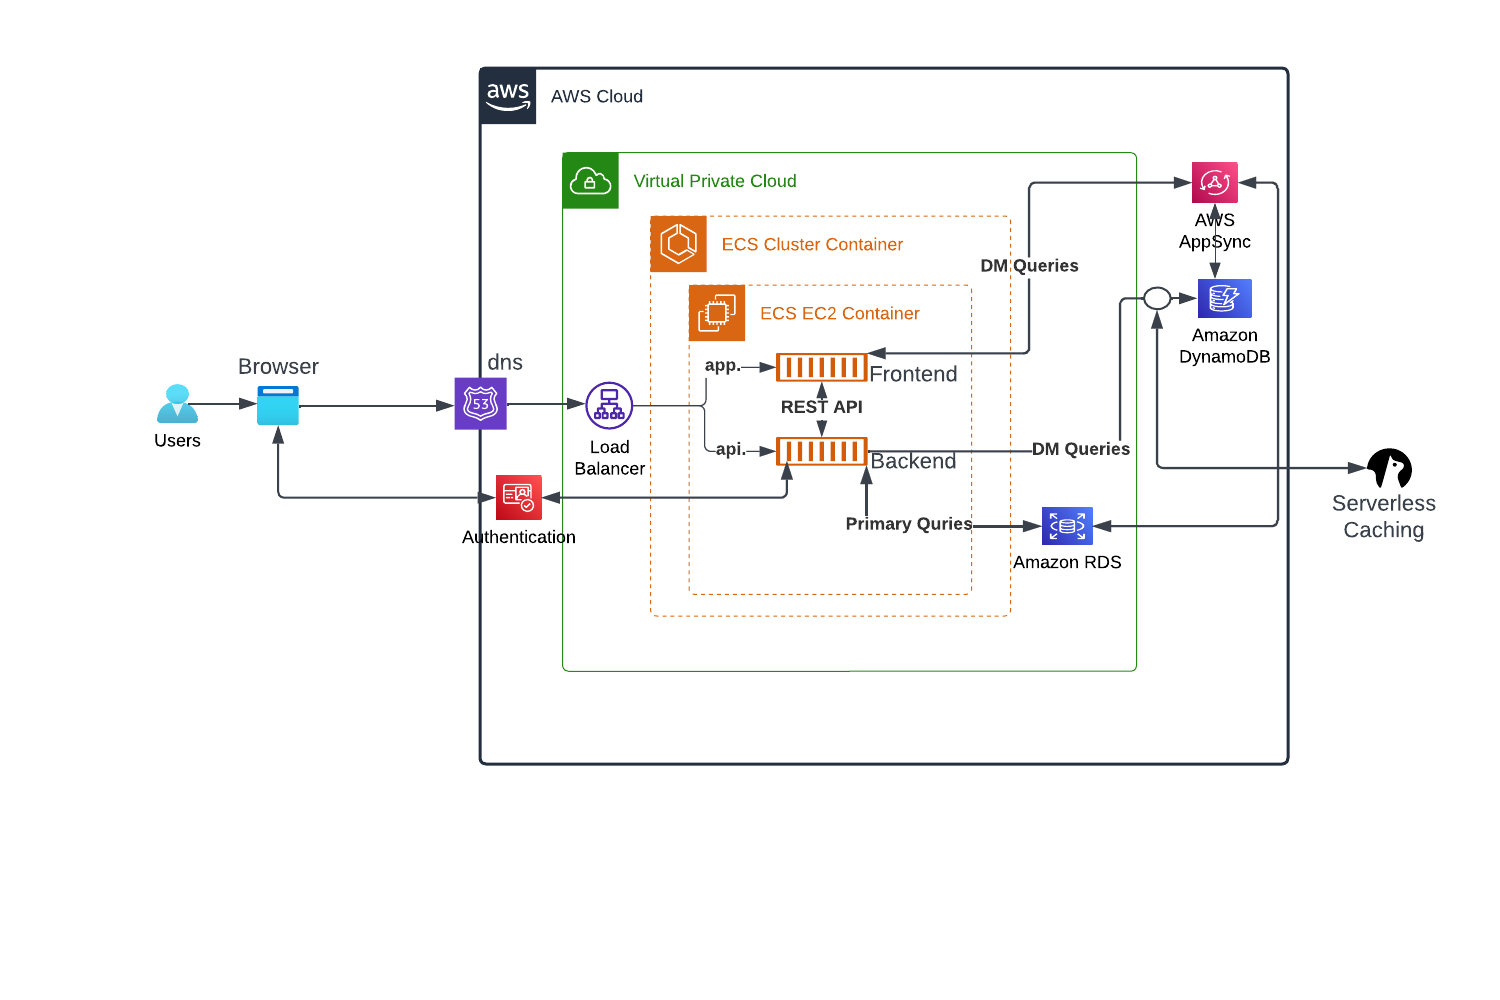 aws
AWS Cloud
Virtual Private Cloud
ECS Cluster Container
ECS EC2 Container
AWS
AppSync
DM Queries
Amazon
DynamoDB
Browser
dns
53
app.
Frontend
Users
REST API
Load
Balancer
api.
Backend
DM Queries
Serverless
Caching
Authentication
Primary Quries
Amazon RDS